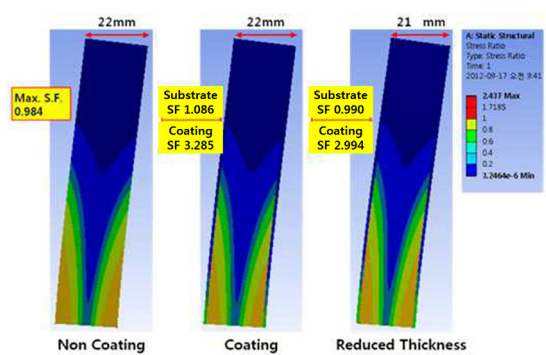 22mm
22mm
21 mm
Max. S.F.
0.984
Substrate
SF 1.086
Coating
SF 3.285
Substrate
SF 0.990
Coating
SF 2.994
A: Static Structural
Stress Ratio
Type: Stress Ratio
Time: 1
2012-09-17 오전 9:41
2.437 Max
1.7185
1
0.8
0.6
0.4
0.2
3.2464e-6 Min
Non Coating
Coating
Reduced Thickness